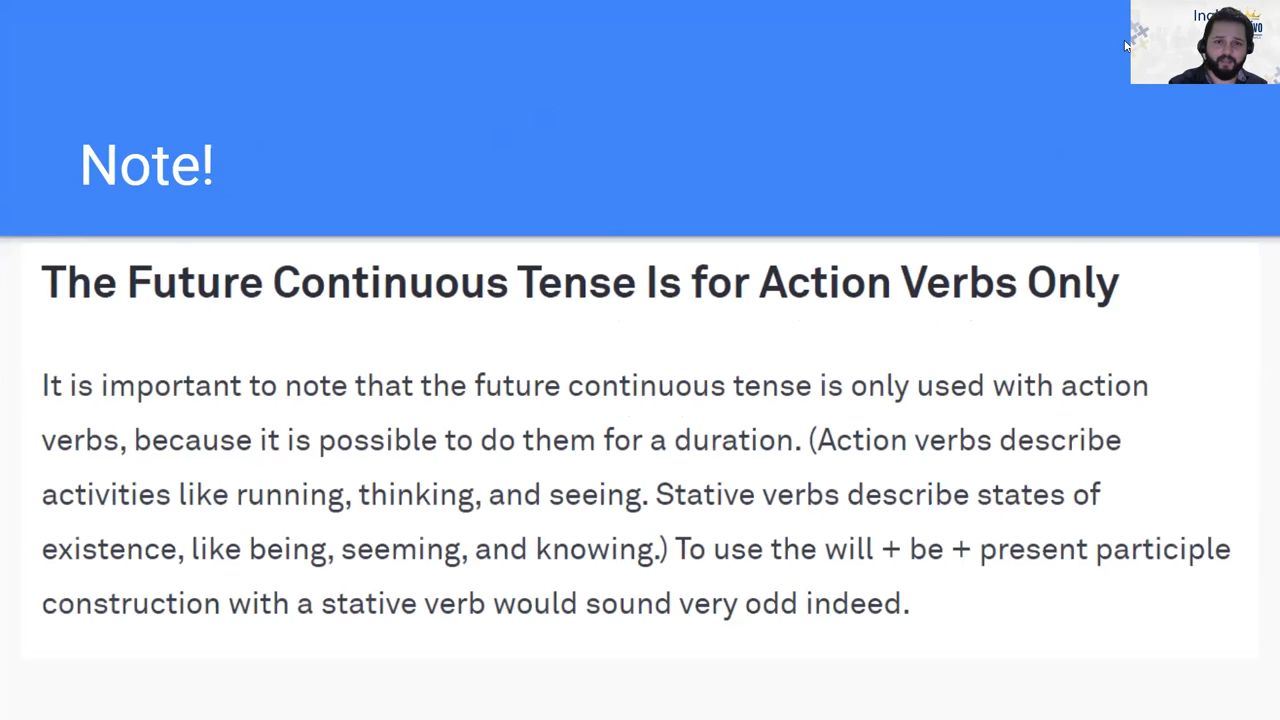 Note!
The Future Continuous Tense Is for Action Verbs Only
It is important to note that the future continuous tense is only used with action
verbs, because it is possible to do them for a duration. (Action verbs describe
activities like running, thinking, and seeing. Stative verbs describe states of
existence, like being, seeming, and knowing.) To use the will + be + present participle
construction with a stative verb would sound very odd indeed.